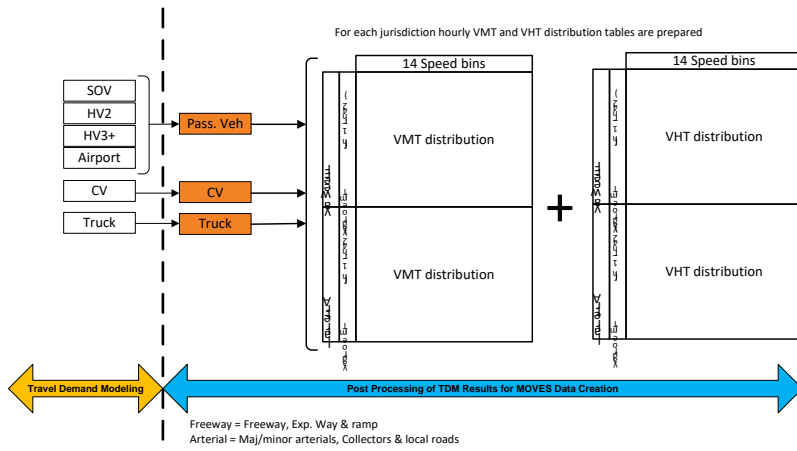 For each jurisdiction hourly VMT and VHT distribution tables are prepared
14 Speed bins
14 Speed bins
SOV
HV2
HV3+
Airport
CV
Truck
Pass. Veh
CV
Truck
VMT distribution
VMT distribution
+
VHT distribution
VHT distribution
Travel Demand Modeling
Post Processing of TDM Results for MOVES Data Creation
Freeway = Freeway, Exp. Way & ramp
Arterial = Maj/minor arterials, Collectors & local roads